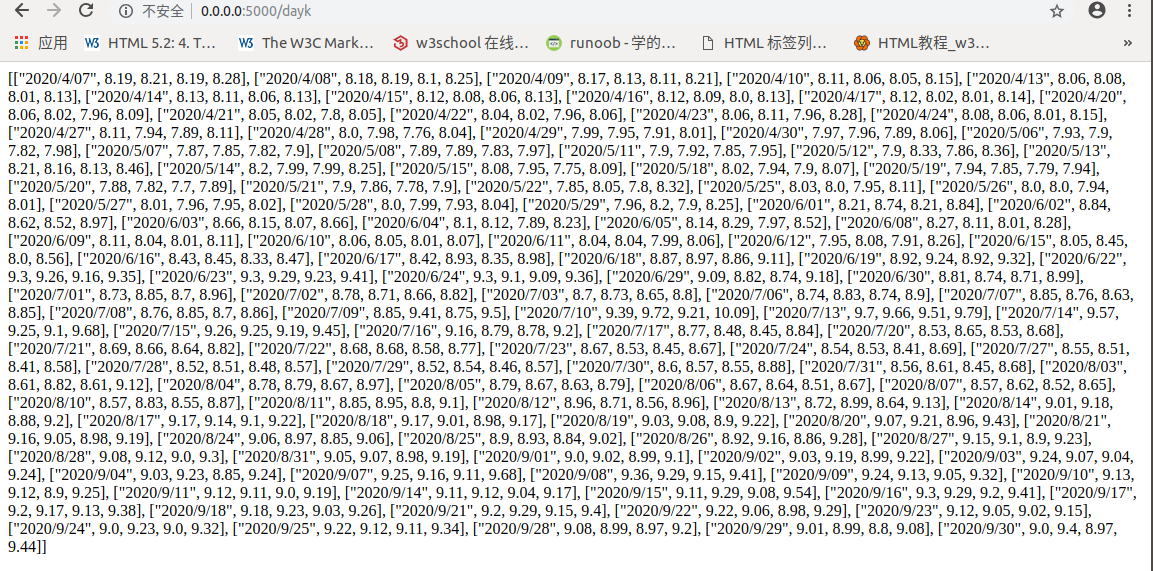 不安全 0.0.0.0:5000/dayk
应用 HTML 5.2: 4. T… The W3C Mark… w3school 在线… runoob - 学的… HTML 标签列… HTML教程_w3… »
[["2020/4/07", 8.19, 8.21, 8.19, 8.28], ["2020/4/08", 8.18, 8.19, 8.1, 8.25], ["2020/4/09", 8.17, 8.13, 8.11, 8.21], ["2020/4/10", 8.11, 8.06, 8.05, 8.15], ["2020/4/13", 8.06, 8.08,
8.01, 8.13], ["2020/4/14", 8.13, 8.11, 8.06, 8.13], ["2020/4/15", 8.12, 8.08, 8.06, 8.13], ["2020/4/16", 8.12, 8.09, 8.0, 8.13], ["2020/4/17", 8.12, 8.02, 8.01, 8.14], ["2020/4/20",
8.06, 8.02, 7.96, 8.09], ["2020/4/21", 8.05, 8.02, 7.8, 8.05], ["2020/4/22", 8.04, 8.02, 7.96, 8.06], ["2020/4/23", 8.06, 8.11, 7.96, 8.28], ["2020/4/24", 8.08, 8.06, 8.01, 8.15],
["2020/4/27", 8.11, 7.94, 7.89, 8.11], ["2020/4/28", 8.0, 7.98, 7.76, 8.04], ["2020/4/29", 7.99, 7.95, 7.91, 8.01], ["2020/4/30", 7.97, 7.96, 7.89, 8.06], ["2020/5/06", 7.93, 7.9,
7.82, 7.98], ["2020/5/07", 7.87, 7.85, 7.82, 7.9], ["2020/5/08", 7.89, 7.89, 7.83, 7.97], ["2020/5/11", 7.9, 7.92, 7.85, 7.95], ["2020/5/12", 7.9, 8.33, 7.86, 8.36], ["2020/5/13",
8.21, 8.16, 8.13, 8.46], ["2020/5/14", 8.2, 7.99, 7.99, 8.25], ["2020/5/15", 8.08, 7.95, 7.75, 8.09], ["2020/5/18", 8.02, 7.94, 7.9, 8.07], ["2020/5/19", 7.94, 7.85, 7.79, 7.94],
["2020/5/20", 7.88, 7.82, 7.7, 7.89], ["2020/5/21", 7.9, 7.86, 7.78, 7.9], ["2020/5/22", 7.85, 8.05, 7.8, 8.32], ["2020/5/25", 8.03, 8.0, 7.95, 8.11], ["2020/5/26", 8.0, 8.0, 7.94,
8.01], ["2020/5/27", 8.01, 7.96, 7.95, 8.02], ["2020/5/28", 8.0, 7.99, 7.93, 8.04], ["2020/5/29", 7.96, 8.2, 7.9, 8.25], ["2020/6/01", 8.21, 8.74, 8.21, 8.84], ["2020/6/02", 8.84,
8.62, 8.52, 8.97], ["2020/6/03", 8.66, 8.15, 8.07, 8.66], ["2020/6/04", 8.1, 8.12, 7.89, 8.23], ["2020/6/05", 8.14, 8.29, 7.97, 8.52], ["2020/6/08", 8.27, 8.11, 8.01, 8.28],
["2020/6/09", 8.11, 8.04, 8.01, 8.11], ["2020/6/10", 8.06, 8.05, 8.01, 8.07], ["2020/6/11", 8.04, 8.04, 7.99, 8.06], ["2020/6/12", 7.95, 8.08, 7.91, 8.26], ["2020/6/15", 8.05, 8.45,
8.0, 8.56], ["2020/6/16", 8.43, 8.45, 8.33, 8.47], ["2020/6/17", 8.42, 8.93, 8.35, 8.98], ["2020/6/18", 8.87, 8.97, 8.86, 9.11], ["2020/6/19", 8.92, 9.24, 8.92, 9.32], ["2020/6/22",
9.3, 9.26, 9.16, 9.35], ["2020/6/23", 9.3, 9.29, 9.23, 9.41], ["2020/6/24", 9.3, 9.1, 9.09, 9.36], ["2020/6/29", 9.09, 8.82, 8.74, 9.18], ["2020/6/30", 8.81, 8.74, 8.71, 8.99],
["2020/7/01", 8.73, 8.85, 8.7, 8.96], ["2020/7/02", 8.78, 8.71, 8.66, 8.82], ["2020/7/03", 8.7, 8.73, 8.65, 8.8], ["2020/7/06", 8.74, 8.83, 8.74, 8.9], ["2020/7/07", 8.85, 8.76, 8.63,
8.85], ["2020/7/08", 8.76, 8.85, 8.7, 8.86], ["2020/7/09", 8.85, 9.41, 8.75, 9.5], ["2020/7/10", 9.39, 9.72, 9.21, 10.09], ["2020/7/13", 9.7, 9.66, 9.51, 9.79], ["2020/7/14", 9.57,
9.25, 9.1, 9.68], ["2020/7/15", 9.26, 9.25, 9.19, 9.45], ["2020/7/16", 9.16, 8.79, 8.78, 9.2], ["2020/7/17", 8.77, 8.48, 8.45, 8.84], ["2020/7/20", 8.53, 8.65, 8.53, 8.68],
["2020/7/21", 8.69, 8.66, 8.64, 8.82], ["2020/7/22", 8.68, 8.68, 8.58, 8.77], ["2020/7/23", 8.67, 8.53, 8.45, 8.67], ["2020/7/24", 8.54, 8.53, 8.41, 8.69], ["2020/7/27", 8.55, 8.51,
8.41, 8.58], ["2020/7/28", 8.52, 8.51, 8.48, 8.57], ["2020/7/29", 8.52, 8.54, 8.46, 8.57], ["2020/7/30", 8.6, 8.57, 8.55, 8.88], ["2020/7/31", 8.56, 8.61, 8.45, 8.68], ["2020/8/03",
8.61, 8.82, 8.61, 9.12], ["2020/8/04", 8.78, 8.79, 8.67, 8.97], ["2020/8/05", 8.79, 8.67, 8.63, 8.79], ["2020/8/06", 8.67, 8.64, 8.51, 8.67], ["2020/8/07", 8.57, 8.62, 8.52, 8.65],
["2020/8/10", 8.57, 8.83, 8.55, 8.87], ["2020/8/11", 8.85, 8.95, 8.8, 9.1], ["2020/8/12", 8.96, 8.71, 8.56, 8.96], ["2020/8/13", 8.72, 8.99, 8.64, 9.13], ["2020/8/14", 9.01, 9.18,
8.88, 9.2], ["2020/8/17", 9.17, 9.14, 9.1, 9.22], ["2020/8/18", 9.17, 9.01, 8.98, 9.17], ["2020/8/19", 9.03, 9.08, 8.9, 9.22], ["2020/8/20", 9.07, 9.21, 8.96, 9.43], ["2020/8/21",
9.16, 9.05, 8.98, 9.19], ["2020/8/24", 9.06, 8.97, 8.85, 9.06], ["2020/8/25", 8.9, 8.93, 8.84, 9.02], ["2020/8/26", 8.92, 9.16, 8.86, 9.28], ["2020/8/27", 9.15, 9.1, 8.9, 9.23],
["2020/8/28", 9.08, 9.12, 9.0, 9.3], ["2020/8/31", 9.05, 9.07, 8.98, 9.19], ["2020/9/01", 9.0, 9.02, 8.99, 9.1], ["2020/9/02", 9.03, 9.19, 8.99, 9.22], ["2020/9/03", 9.24, 9.07, 9.04,
9.24], ["2020/9/04", 9.03, 9.23, 8.85, 9.24], ["2020/9/07", 9.25, 9.16, 9.11, 9.68], ["2020/9/08", 9.36, 9.29, 9.15, 9.41], ["2020/9/09", 9.24, 9.13, 9.05, 9.32], ["2020/9/10", 9.13,
9.12, 8.9, 9.25], ["2020/9/11", 9.12, 9.11, 9.0, 9.19], ["2020/9/14", 9.11, 9.12, 9.04, 9.17], ["2020/9/15", 9.11, 9.29, 9.08, 9.54], ["2020/9/16", 9.3, 9.29, 9.2, 9.41], ["2020/9/17",
9.2, 9.17, 9.13, 9.38], ["2020/9/18", 9.18, 9.23, 9.03, 9.26], ["2020/9/21", 9.2, 9.29, 9.15, 9.4], ["2020/9/22", 9.22, 9.06, 8.98, 9.29], ["2020/9/23", 9.12, 9.05, 9.02, 9.15],
["2020/9/24", 9.0, 9.23, 9.0, 9.32], ["2020/9/25", 9.22, 9.12, 9.11, 9.34], ["2020/9/28", 9.08, 8.99, 8.97, 9.2], ["2020/9/29", 9.01, 8.99, 8.8, 9.08], ["2020/9/30", 9.0, 9.4, 8.97,
9.44]]